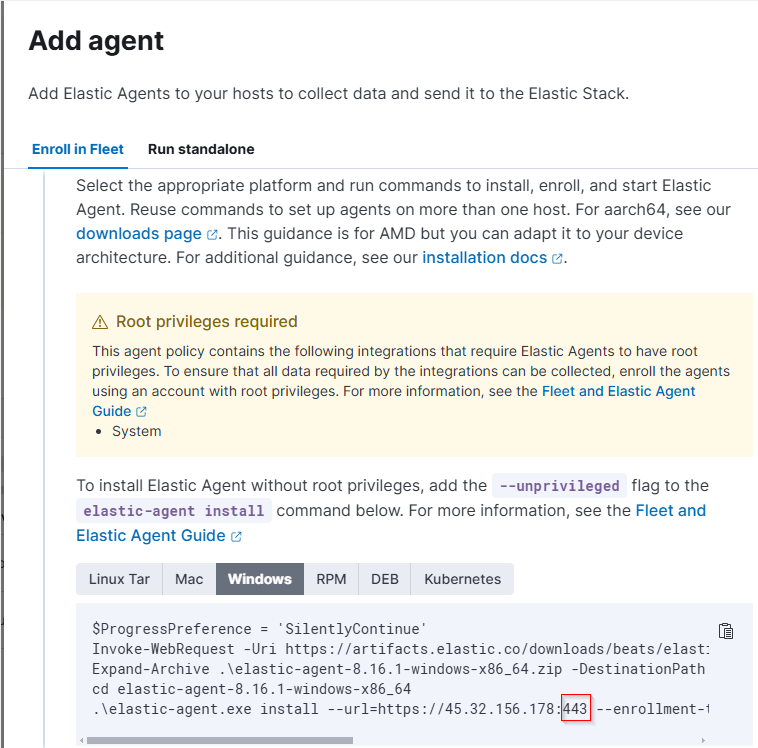 Add agent
Add Elastic Agents to your hosts to collect data and send it to the Elastic Stack.
Enroll in Fleet Run standalone
Select the appropriate platform and run commands to install, enroll, and start Elastic
Agent. Reuse commands to set up agents on more than one host. For aarch64, see our
downloads page. This guidance is for AMD but you can adapt it to your device
architecture. For additional guidance, see our installation docs.
Root privileges required
This agent policy contains the following integrations that require Elastic Agents to have root
privileges. To ensure that all data required by the integrations can be collected, enroll the agents
using an account with root privileges. For more information, see the Fleet and Elastic Agent
Guide
• System
To install Elastic Agent without root privileges, add the --unprivileged flag to the
elastic-agent install command below. For more information, see the Fleet and
Elastic Agent Guide
Linux Tar Mac Windows RPM DEB Kubernetes
$ProgressPreference = 'SilentlyContinue'
Invoke-WebRequest -Uri https://artifacts.elastic.co/downloads/beats/elasti
Expand-Archive .\elastic-agent-8.16.1-windows-x86_64.zip -DestinationPath
cd elastic-agent-8.16.1-windows-x86_64
.\elastic-agent.exe install --url=https://45.32.156.178:443 --enrollment-t